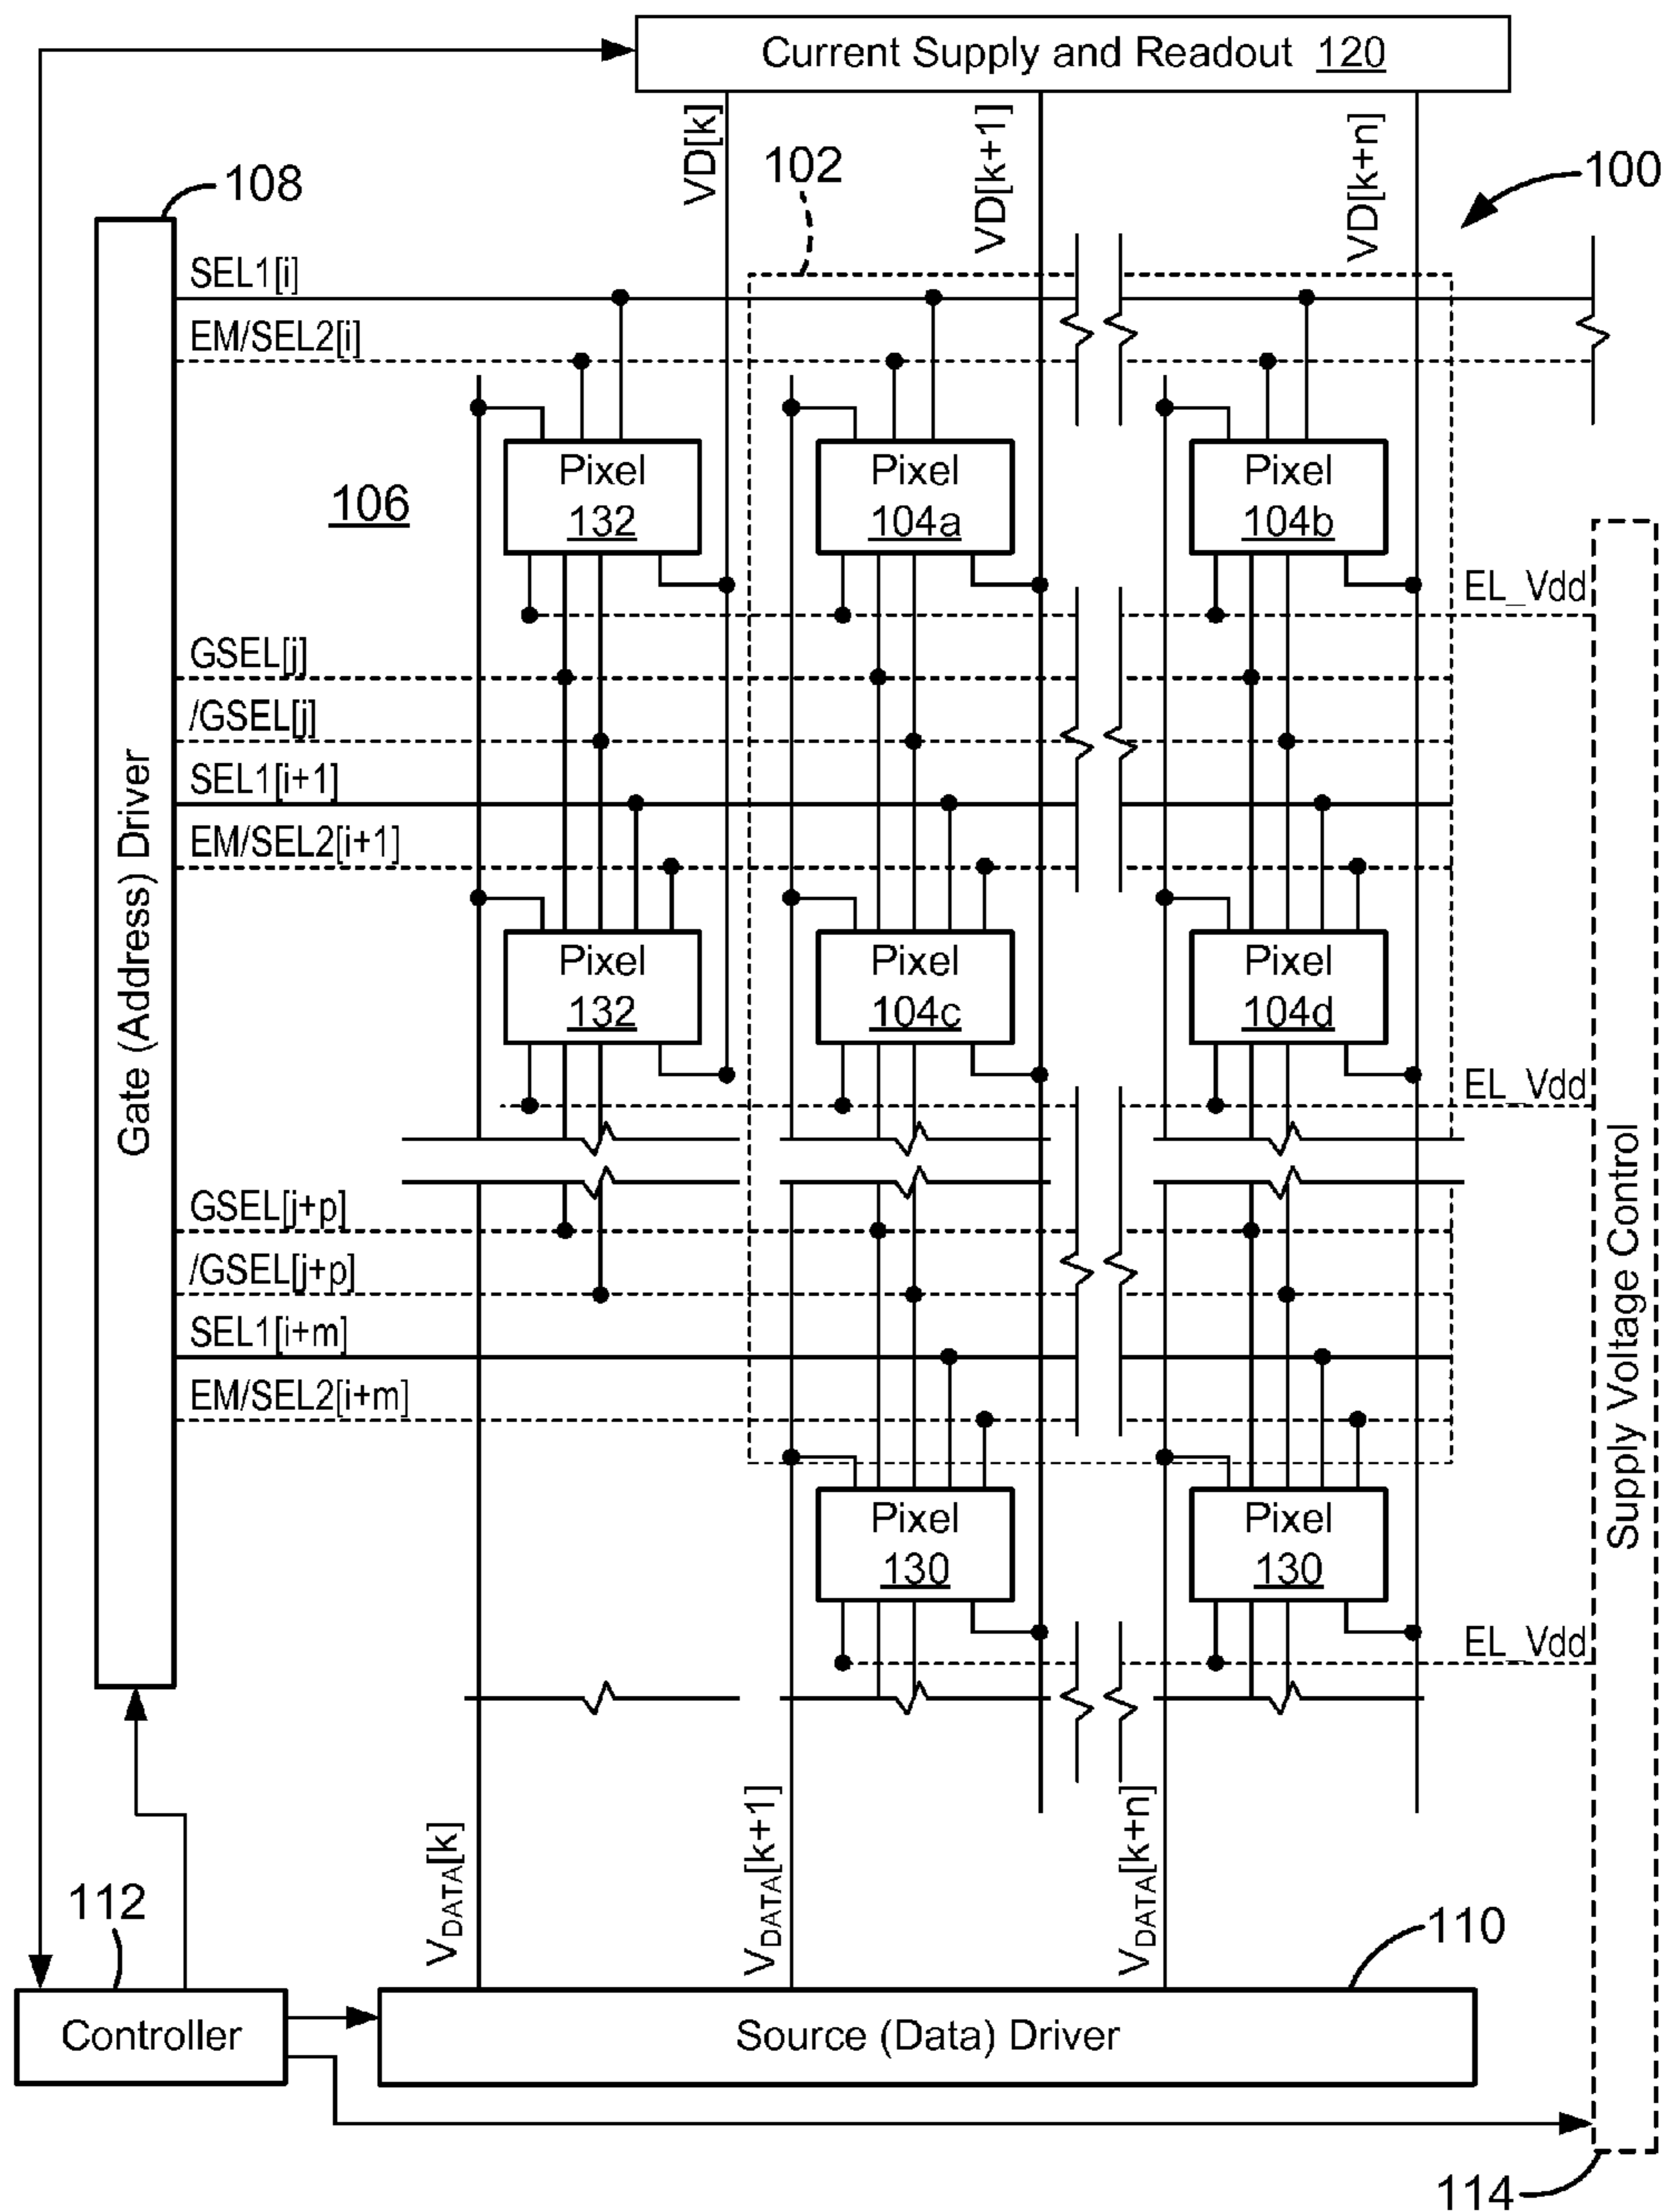 Current Supply and Readout 120
VD[k]
VD[k+1]
VD[k+n]
102
100
108
SEL1[i]
EM/SEL2[i]
106
Pixel
132
Pixel
104a
Pixel
104b
EL_Vdd
GSEL[j]
/GSEL[j]
SEL1[i+1]
EM/SEL2[i+1]
Gate (Address) Driver
Pixel
132
Pixel
104c
Pixel
104d
EL_Vdd
Supply Voltage Control
GSEL[j+p]
/GSEL[j+p]
SEL1[i+m]
EM/SEL2[i+m]
Pixel
130
Pixel
130
EL_Vdd
VDATA[k]
VDATA[k+1]
VDATA[k+n]
112
110
Controller
Source (Data) Driver
114